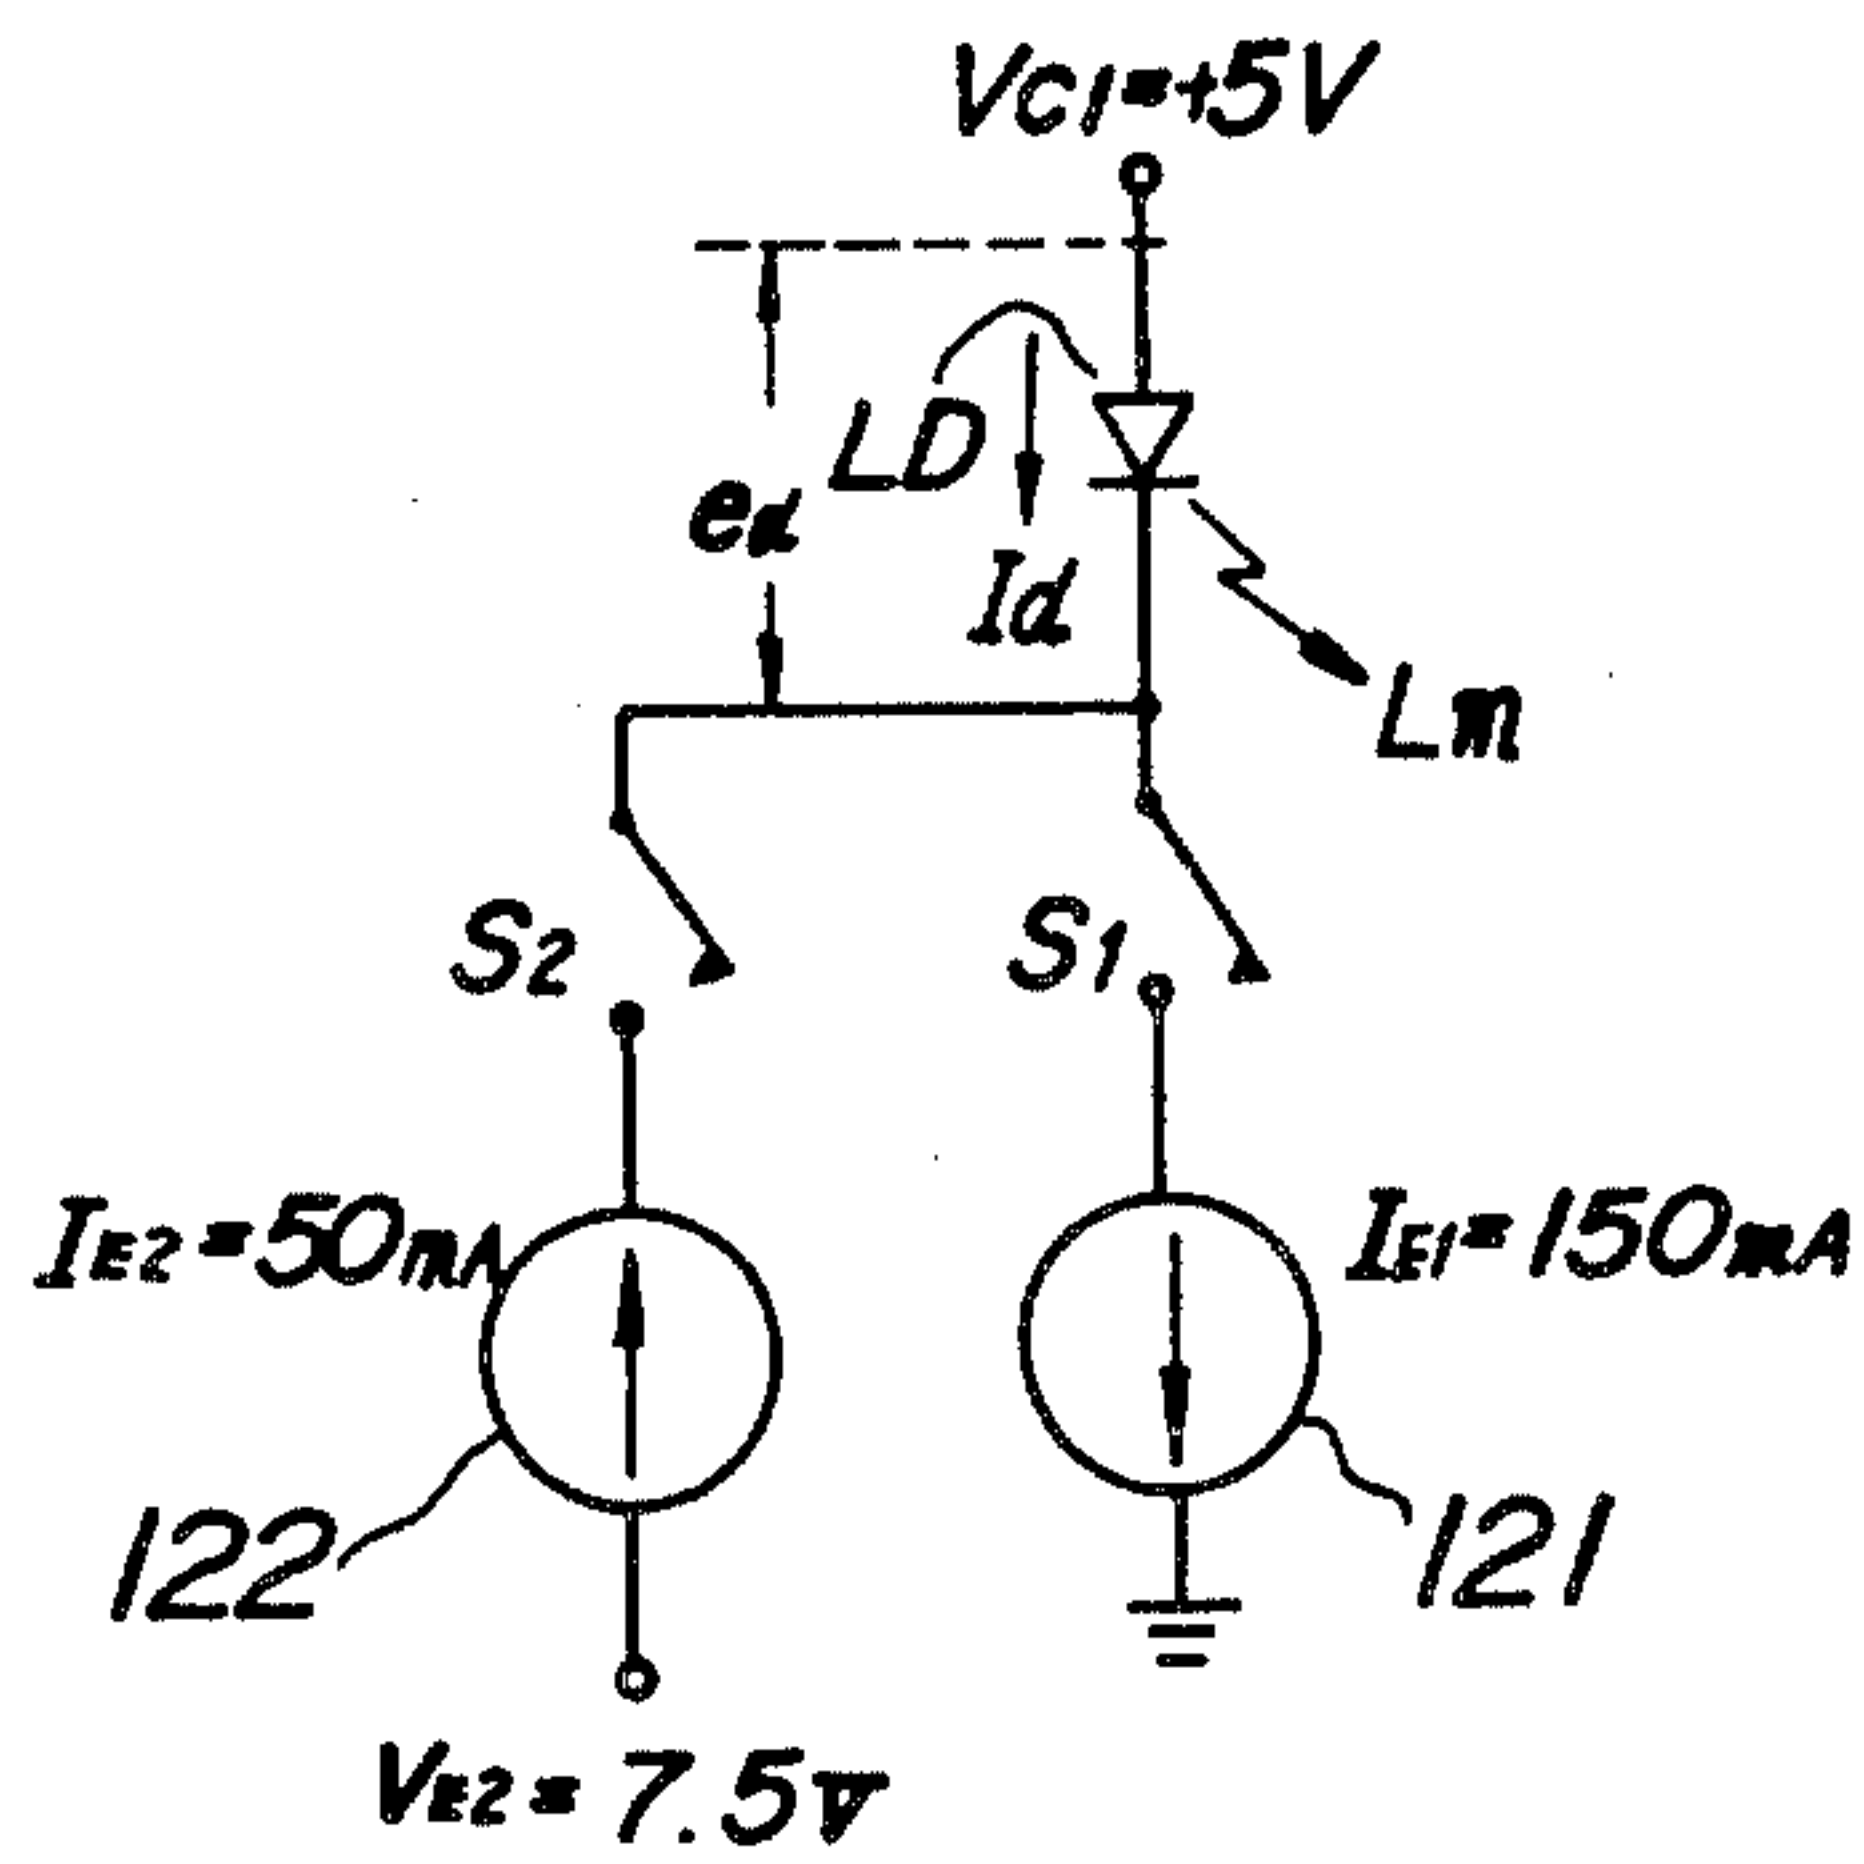 VC1=+5V
LD
ed
Id
Lm
S2
S1
IE2=50mA
IE1=150mA
122
121
VE2=7.5V